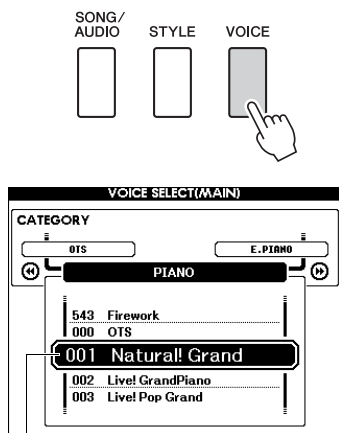 SONG/
AUDIO STYLE VOICE
VOICE SELECT(MAIN)
CATEGORY
OTS E.PIANO
PIANO
543 Firework
000 OTS
001 Natural! Grand
002 Live! GrandPiano
003 Live! Pop Grand